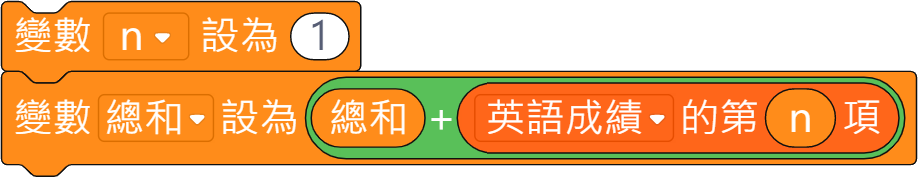 變數 n 設為 1
變數 總和 設為 總和 + 英語成績 的第 n 項